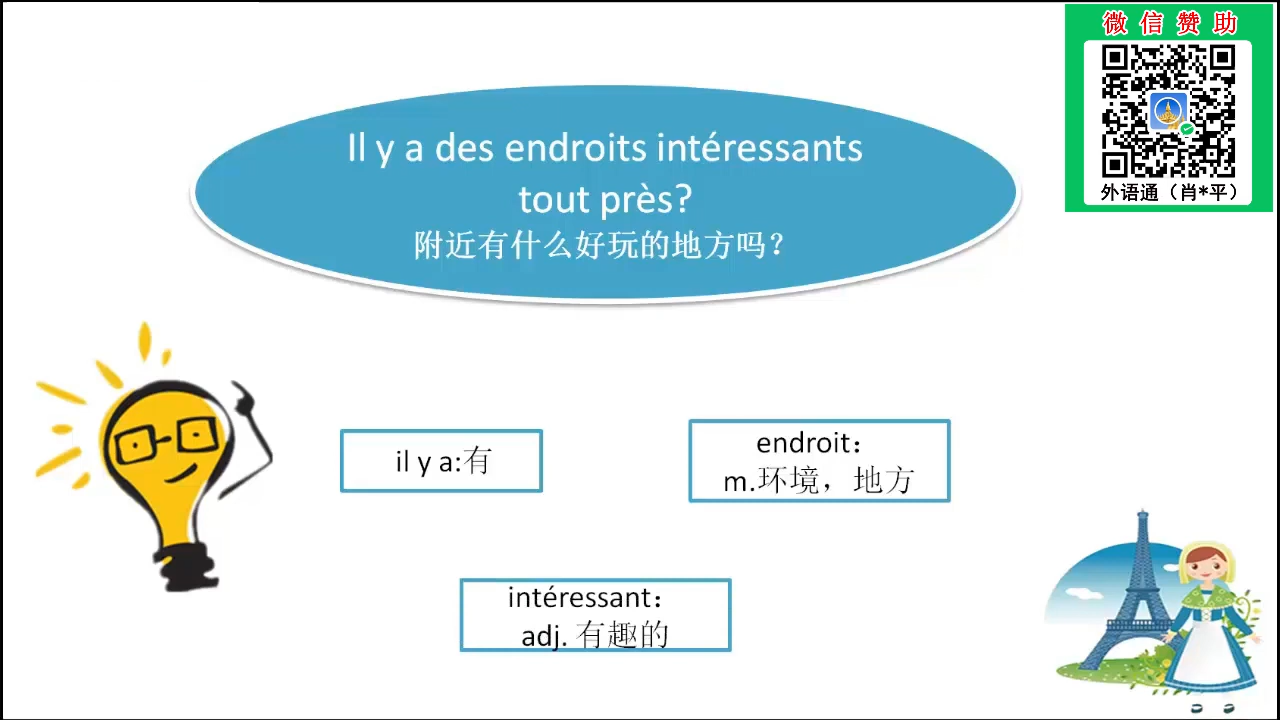 微信赞助
外语通（肖*平）
Il y a des endroits intéressants
tout près?
附近有什么好玩的地方吗？
il y a:有
endroit：
m.环境，地方
intéressant：
adj. 有趣的